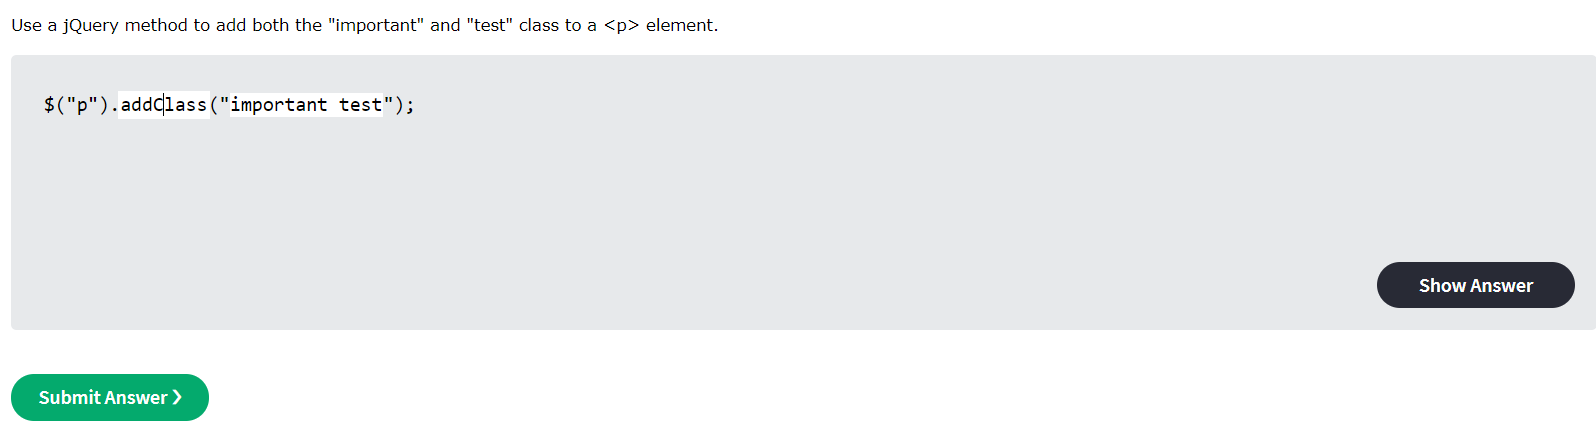 Use a jQuery method to add both the "important" and "test" class to a <p> element.
$("p").addClass("important test");
Show Answer
Submit Answer ❯